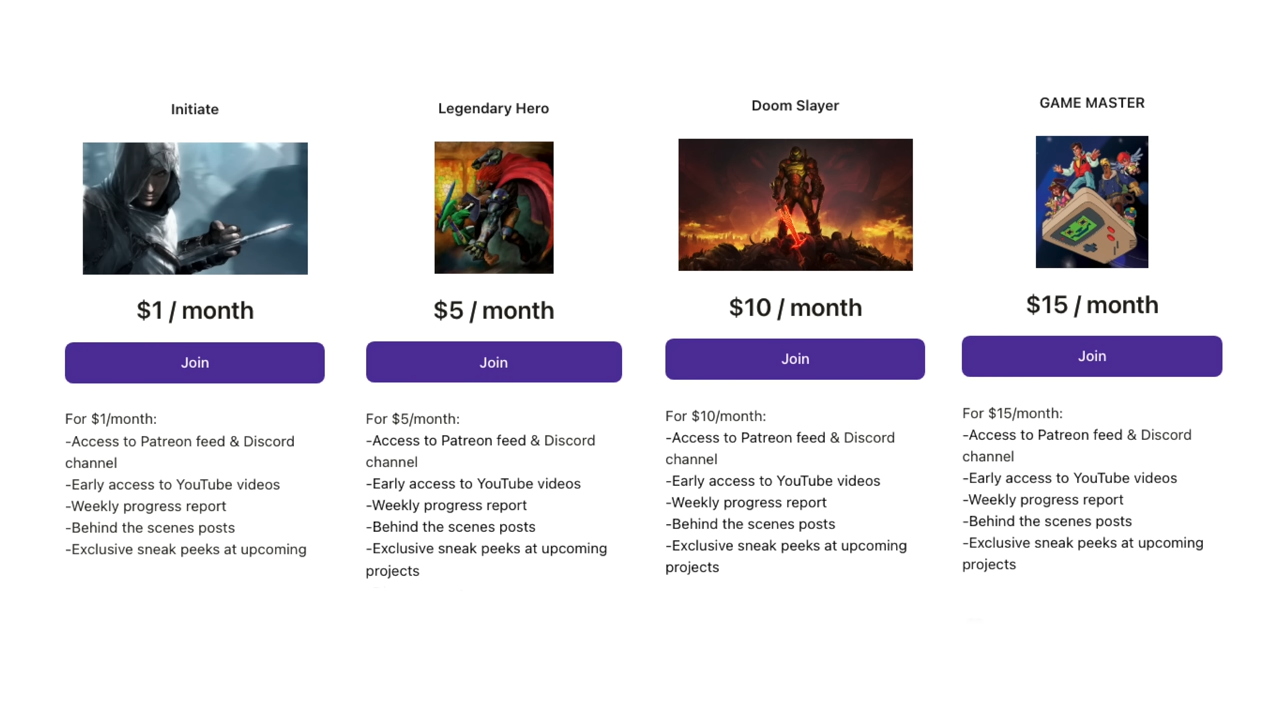 Initiate
$1 / month
Join
For $1/month:
-Access to Patreon feed & Discord
channel
-Early access to YouTube videos
-Weekly progress report
-Behind the scenes posts
-Exclusive sneak peeks at upcoming
Legendary Hero
$5 / month
Join
For $5/month:
-Access to Patreon feed & Discord
channel
-Early access to YouTube videos
-Weekly progress report
-Behind the scenes posts
-Exclusive sneak peeks at upcoming
projects
Doom Slayer
$10 / month
Join
For $10/month:
-Access to Patreon feed & Discord
channel
-Early access to YouTube videos
-Weekly progress report
-Behind the scenes posts
-Exclusive sneak peeks at upcoming
projects
GAME MASTER
$15 / month
Join
For $15/month:
-Access to Patreon feed & Discord
channel
-Early access to YouTube videos
-Weekly progress report
-Behind the scenes posts
-Exclusive sneak peeks at upcoming
projects